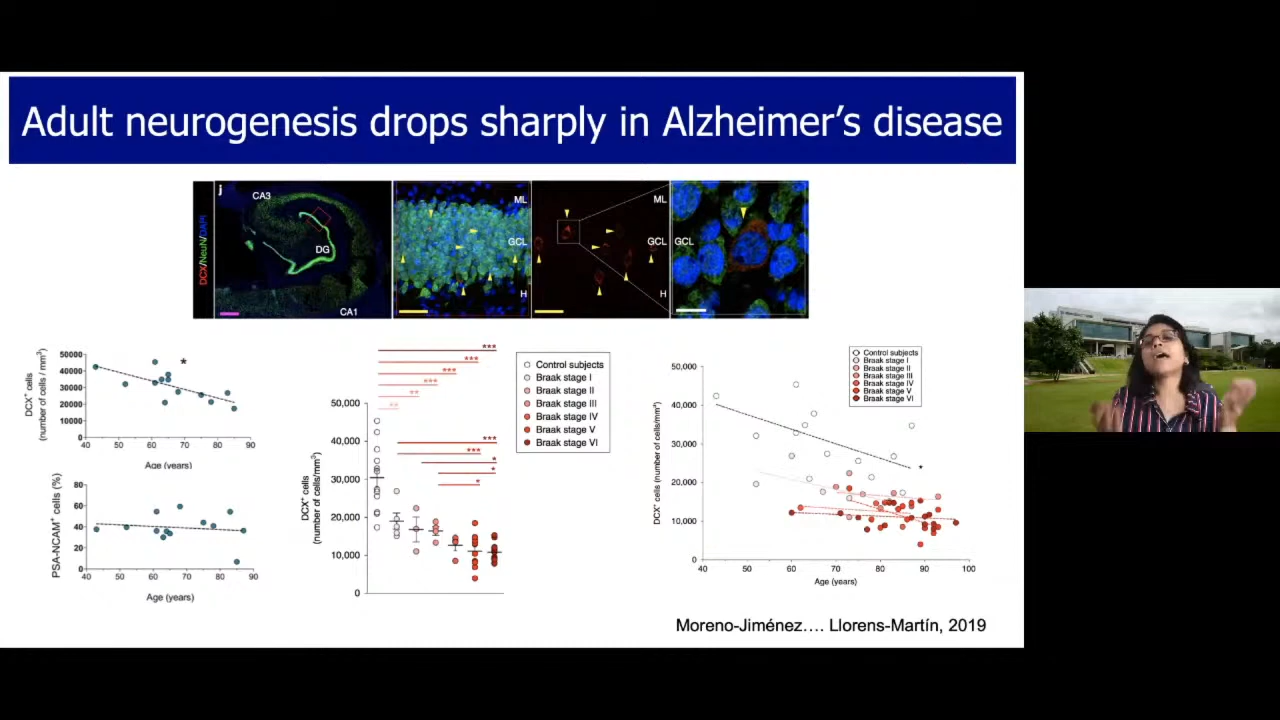 Adult neurogenesis drops sharply in Alzheimer's disease
j
DCX/NeuN/DAPI
CA3
DG
CA1
ML
GCL
H
ML
GCL
H
GCL
DCX⁺ cells
(number of cells / mm³)
50000
40000
30000
20000
10000
0
*
40 50 60 70 80 90
Age (years)
PSA-NCAM⁺ cells (%)
80
60
40
20
0
40 50 60 70 80 90
Age (years)
DCX⁺ cells
(number of cells/mm³)
50,000
40,000
30,000
20,000
10,000
0
***
***
***
***
**
**
***
***
*
*
*
Control subjects
Braak stage I
Braak stage II
Braak stage III
Braak stage IV
Braak stage V
Braak stage VI
DCX⁺ cells (number of cells/mm³)
50,000
40,000
30,000
20,000
10,000
0
Control subjects
Braak stage I
Braak stage II
Braak stage III
Braak stage IV
Braak stage V
Braak stage VI
*
40 50 60 70 80 90 100
Age (years)
Moreno-Jiménez…. Llorens-Martín, 2019